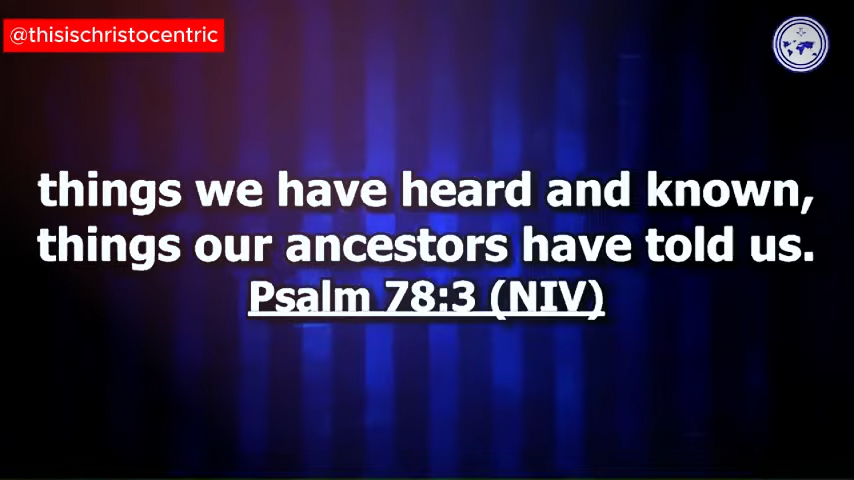 @thisischristocentric
things we have heard and known,
things our ancestors have told us.
Psalm 78:3 (NIV)